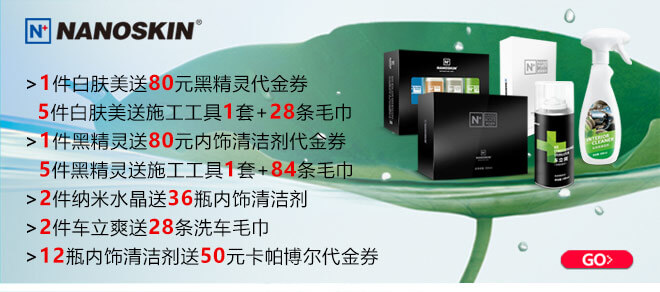 N+ NANOSKIN®
>1件白肤美送80元黑精灵代金券
5件白肤美送施工工具1套+28条毛巾
>1件黑精灵送80元内饰清洁剂代金券
5件黑精灵送施工工具1套+84条毛巾
>2件纳米水晶送36瓶内饰清洁剂
>2件车立爽送28条洗车毛巾
>12瓶内饰清洁剂送50元卡帕博尔代金券
NANOSKIN
N+
N+
NANOSKIN
N+
INTERIOR
CLEANER
GO>